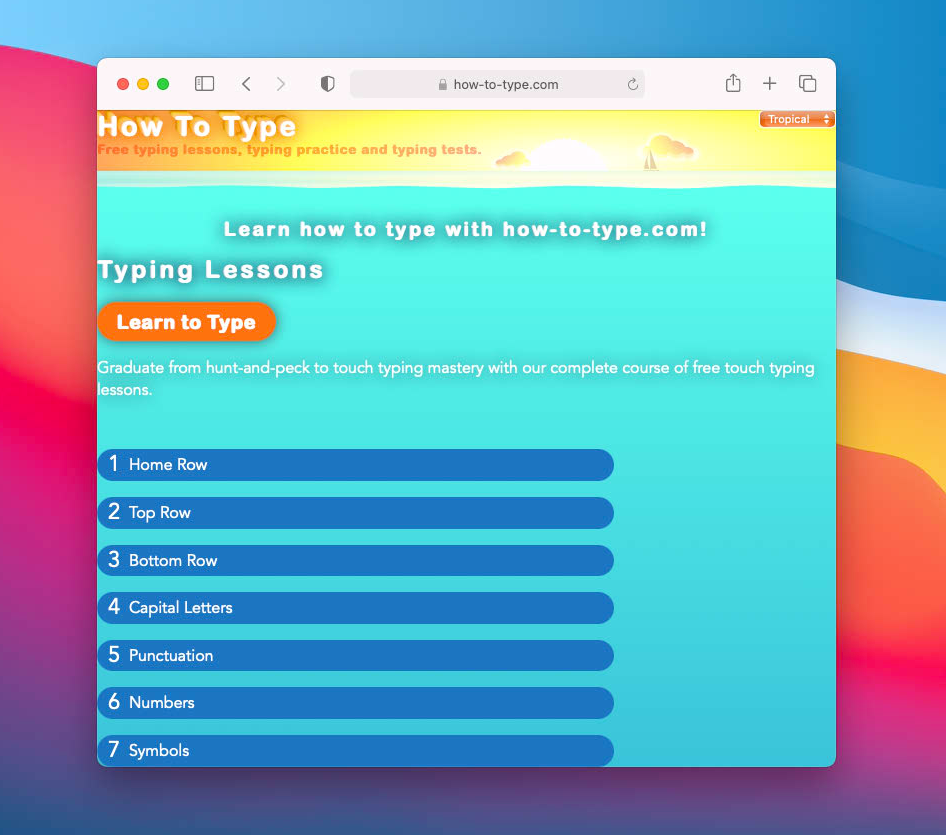 how-to-type.com
How To Type
Tropical
Free typing lessons, typing practice and typing tests.
Learn how to type with how-to-type.com!
Typing Lessons
Learn to Type
Graduate from hunt-and-peck to touch typing mastery with our complete course of free touch typing
lessons.
1 Home Row
2 Top Row
3 Bottom Row
4 Capital Letters
5 Punctuation
6 Numbers
7 Symbols